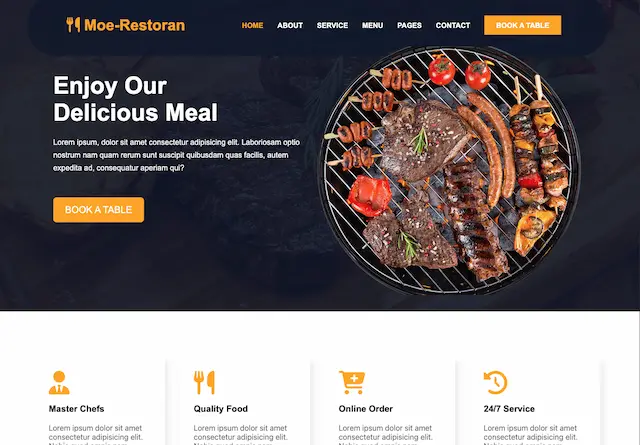 Moe-Restoran
HOME ABOUT SERVICE MENU PAGES CONTACT BOOK A TABLE
Enjoy Our
Delicious Meal
Lorem ipsum, dolor sit amet consectetur adipisicing elit. Laboriosam optio
nostrum nam quam rerum sunt suscipit quibusdam quas facilis, autem
expedita ad, consequatur aperiam qui?
BOOK A TABLE
Master Chefs
Lorem ipsum dolor sit amet
consectetur adipisicing elit.
Quality Food
Lorem ipsum dolor sit amet
consectetur adipisicing elit.
Online Order
Lorem ipsum dolor sit amet
consectetur adipisicing elit.
24/7 Service
Lorem ipsum dolor sit amet
consectetur adipisicing elit.